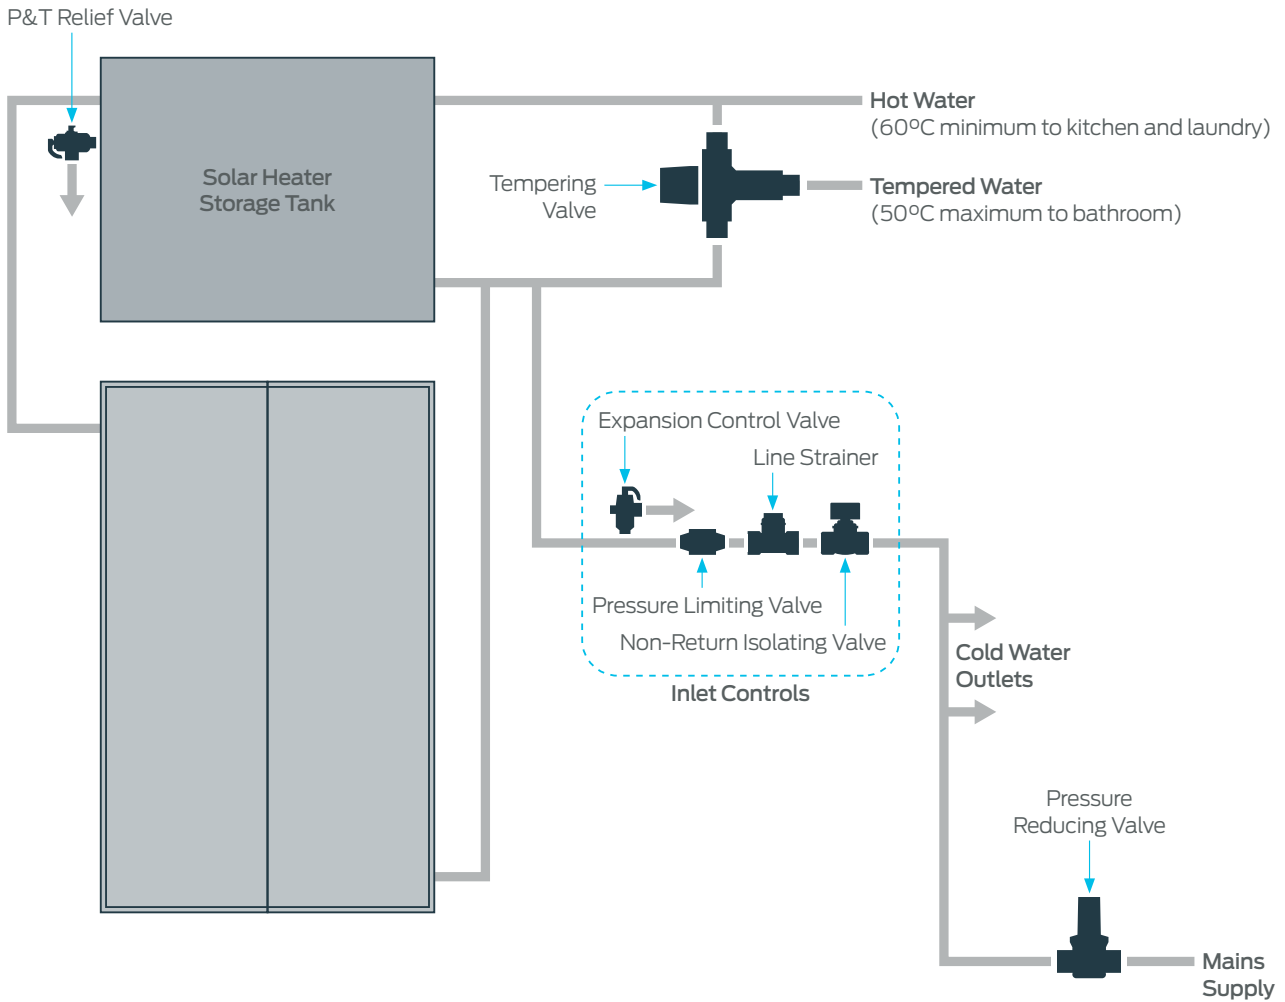 P&T Relief Valve
Solar Heater
Storage Tank
Hot Water
(60ºC minimum to kitchen and laundry)
Tempering
Valve
Tempered Water
(50ºC maximum to bathroom)
Expansion Control Valve
Line Strainer
Pressure Limiting Valve
Non-Return Isolating Valve
Inlet Controls
Cold Water
Outlets
Pressure
Reducing Valve
Mains
Supply